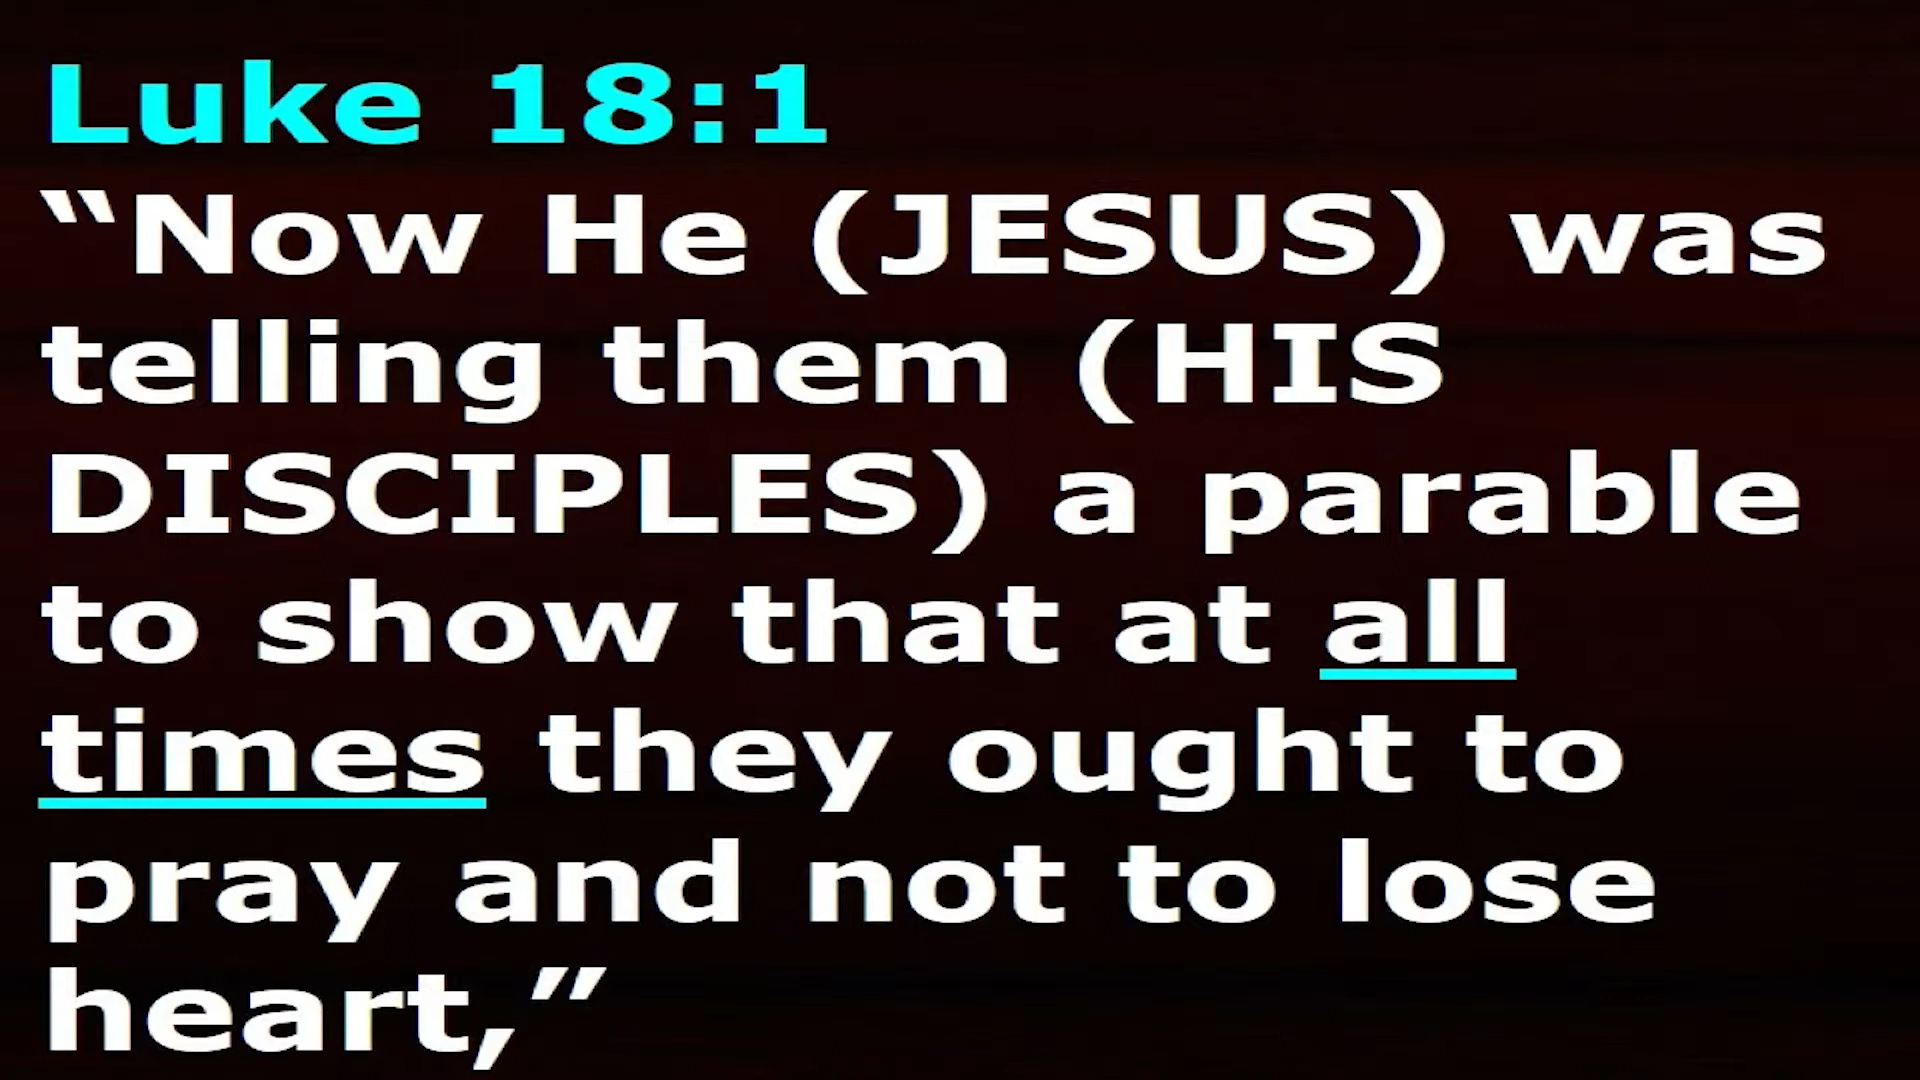 Luke 18:1
“Now He (JESUS) was
telling them (HIS
DISCIPLES) a parable
to show that at all
times they ought to
pray and not to lose
heart,”